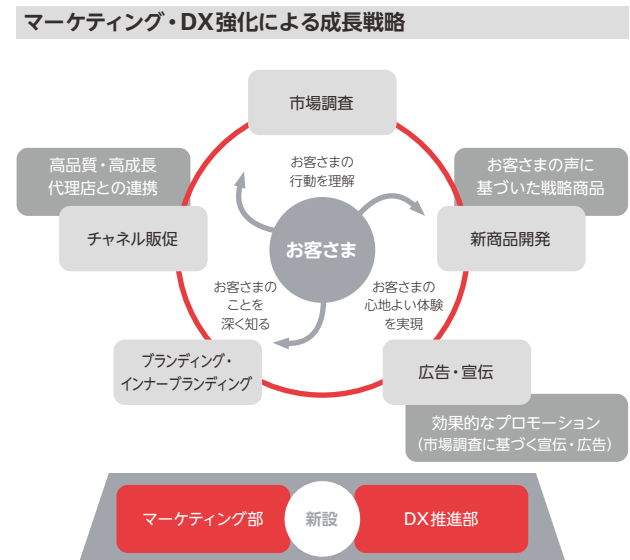 マーケティング・DX強化による成長戦略
市場調査
高品質・高成長
代理店との連携
お客さまの
行動を理解
お客さまの声に
基づいた戦略商品
チャネル販促
お客さま
新商品開発
お客さまの
ことを
深く知る
お客さまの
心地よい体験
を実現
ブランディング・
インナーブランディング
広告・宣伝
効果的なプロモーション
(市場調査に基づく宣伝・広告)
マーケティング部
新設
DX推進部